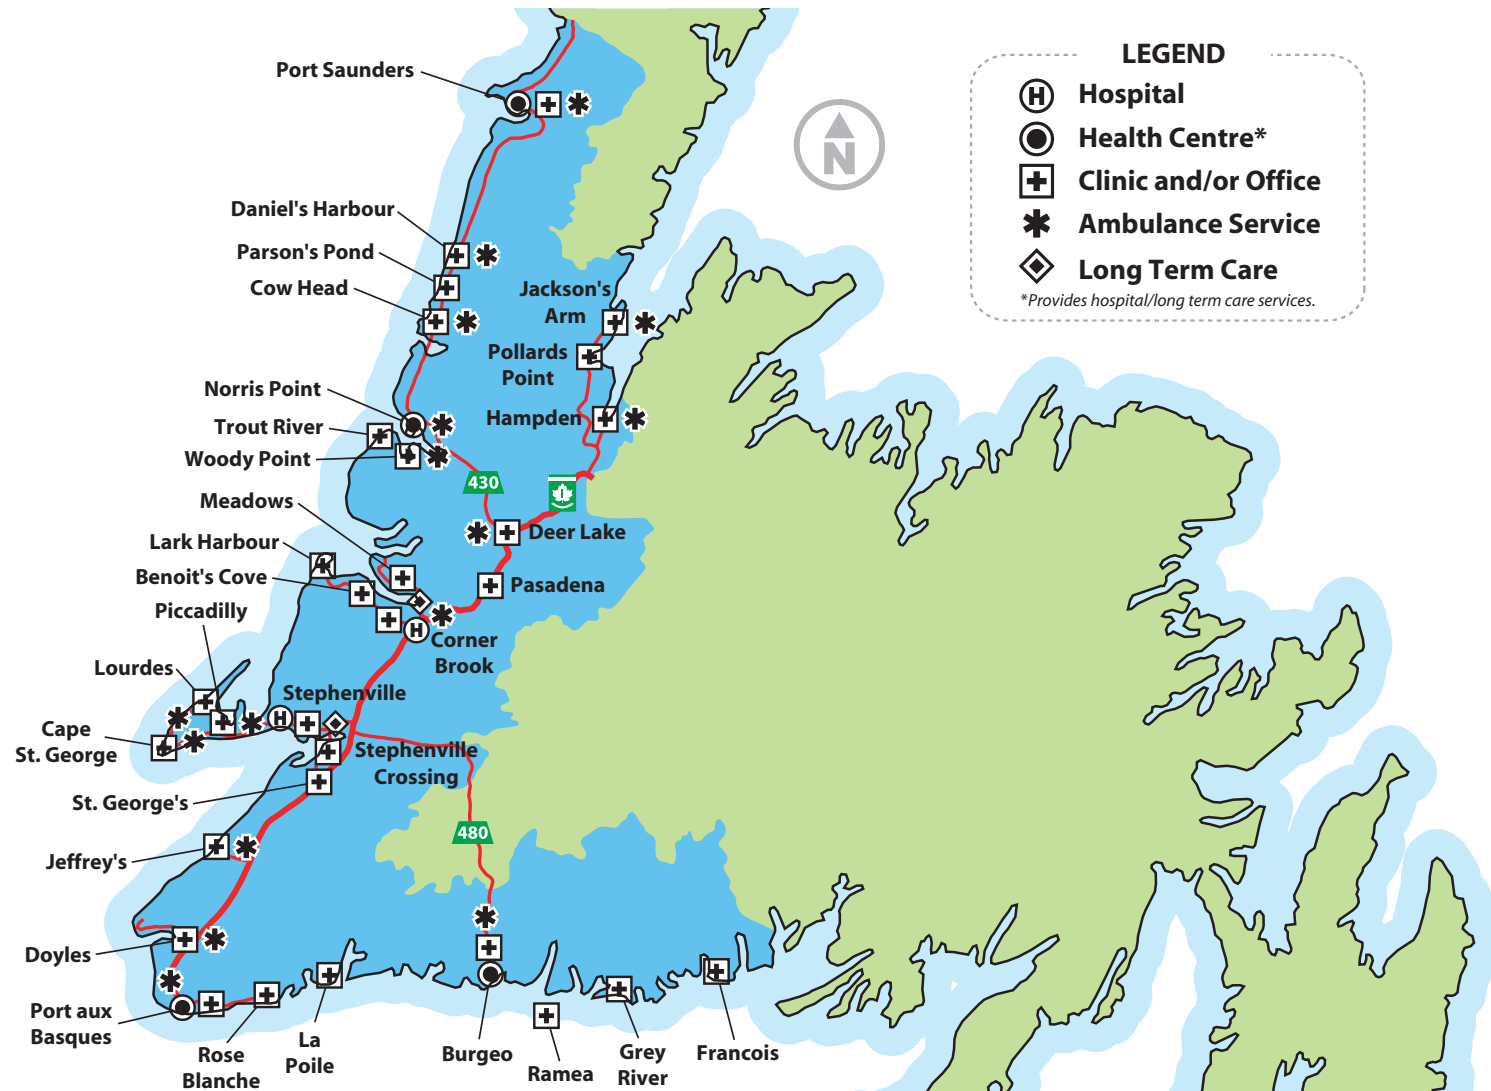 LEGEND
H Hospital
Health Centre*
Clinic and/or Office
Ambulance Service
Long Term Care
*Provides hospital/long term care services.
N
Port Saunders
Daniel's Harbour
Parson's Pond
Cow Head
Jackson's
Arm
Pollards
Point
Norris Point
Hampden
Trout River
Woody Point
430
1
Meadows
Deer Lake
Lark Harbour
Benoit's Cove
Pasadena
Piccadilly
H
Corner
Brook
Lourdes
Stephenville
H
Cape
St. George
Stephenville
Crossing
St. George's
480
Jeffrey's
Doyles
Port aux
Basques
Rose
Blanche
La
Poile
Burgeo
Ramea
Grey
River
Francois